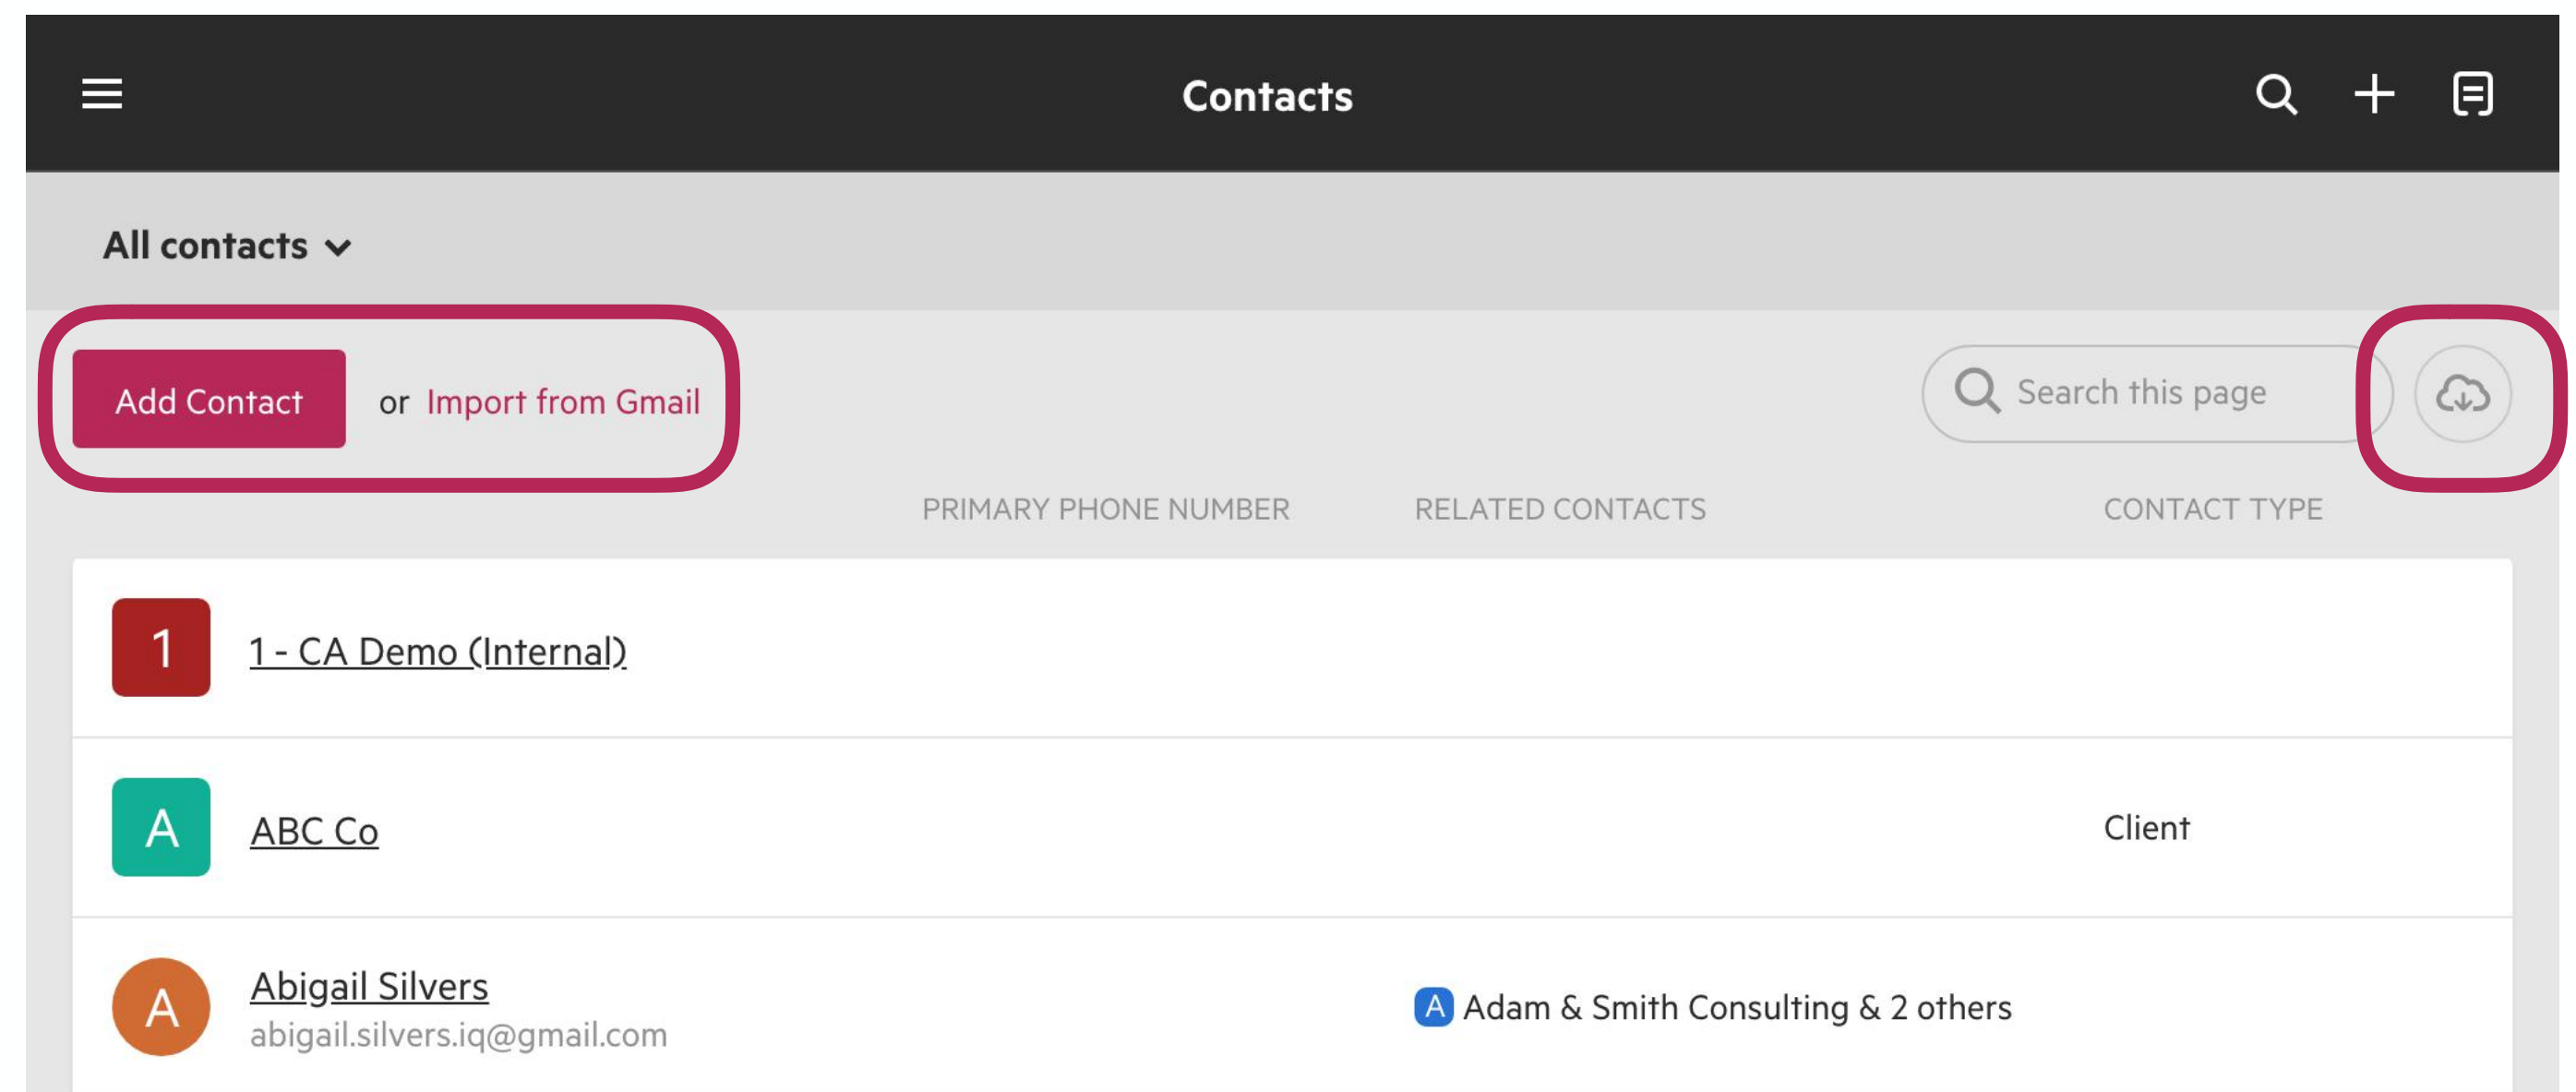 Contacts
All contacts
Add Contact or Import from Gmail
Search this page
PRIMARY PHONE NUMBER RELATED CONTACTS CONTACT TYPE
1 1 - CA Demo (Internal)
A ABC Co Client
A Abigail Silvers
abigail.silvers.iq@gmail.com
A Adam & Smith Consulting & 2 others